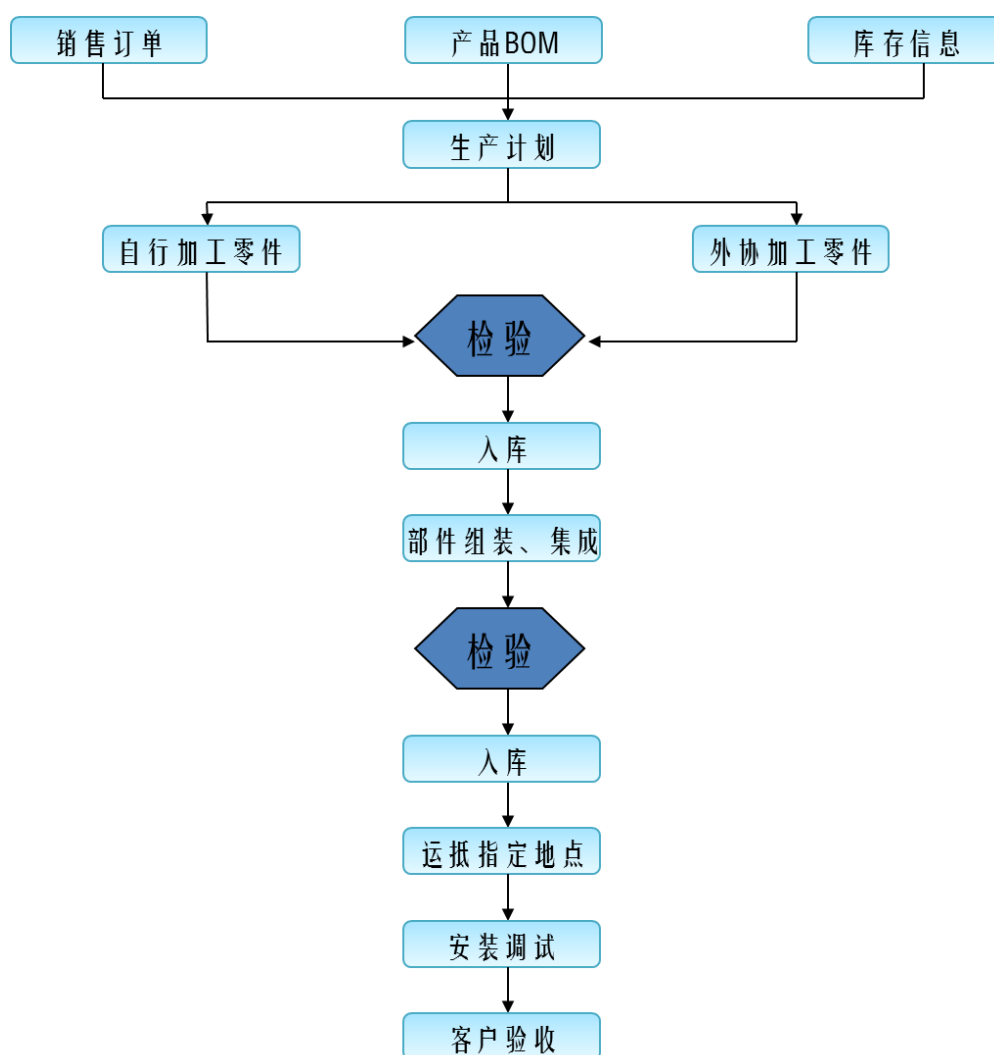 销售订单
产品BOM
库存信息
生产计划
自行加工零件
外协加工零件
检验
入库
部件组装、集成
检验
入库
运抵指定地点
安装调试
客户验收